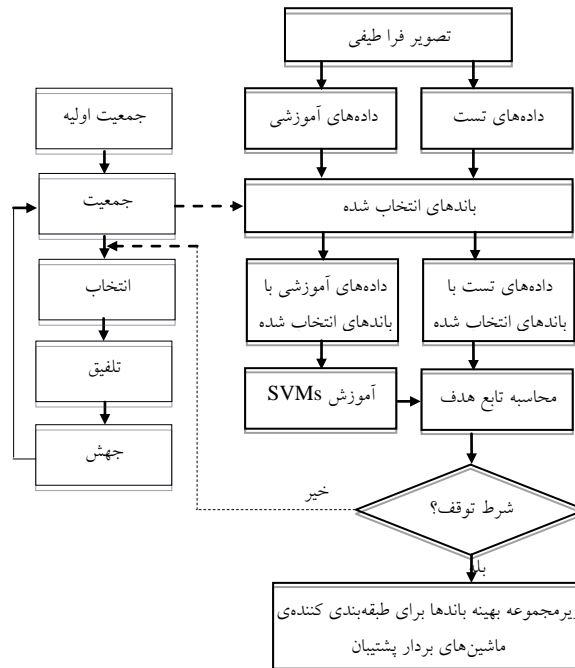 تصویر فرا طیفی
داده‌های آموزشی
داده‌های تست
جمعیت اولیه
جمعیت
باندهای انتخاب شده
انتخاب
داده‌های آموزشی با
باندهای انتخاب شده
داده‌های تست با
باندهای انتخاب شده
تلفیق
آموزش SVMs
محاسبه تابع هدف
جهش
خیر
شرط توقف؟
بله
یرمجموعه بهینه باندها برای طبقه‌بندی کننده‌ی
ماشین‌های بردار پشتیبان